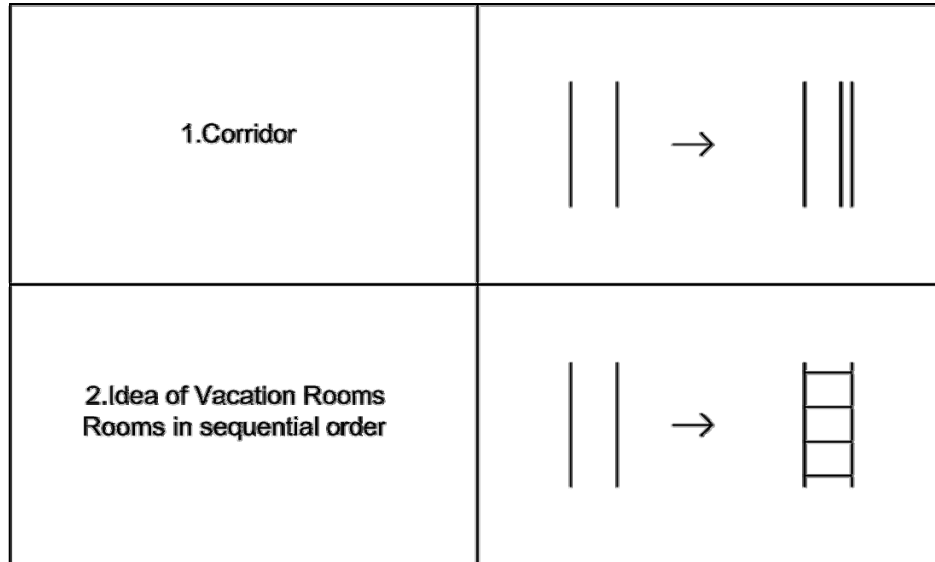 1.Corridor
2.Idea of Vacation Rooms
Rooms in sequential order